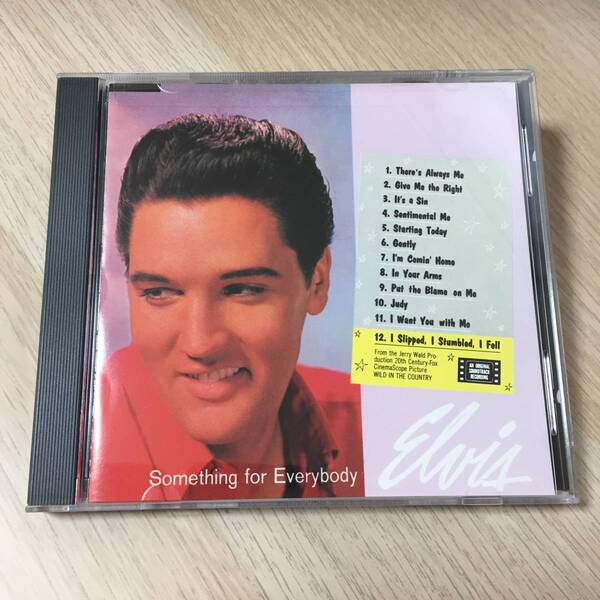 1. There's Always Me
2. Give Me the Right
3. It's a Sin
4. Sentimental Me
5. Starting Today
6. Gently
7. I'm Comin' Home
8. In Your Arms
9. Put the Blame on Me
10. Judy
11. I Want You with Me
12. I Slipped, I Stumbled, I Fell
From the Jerry Wald Pro-
duction 20th Century-Fox
CinemaScope Picture
WILD IN THE COUNTRY
AN ORIGINAL
SOUNDTRACK
RECORDING
Something for Everybody
Elvis